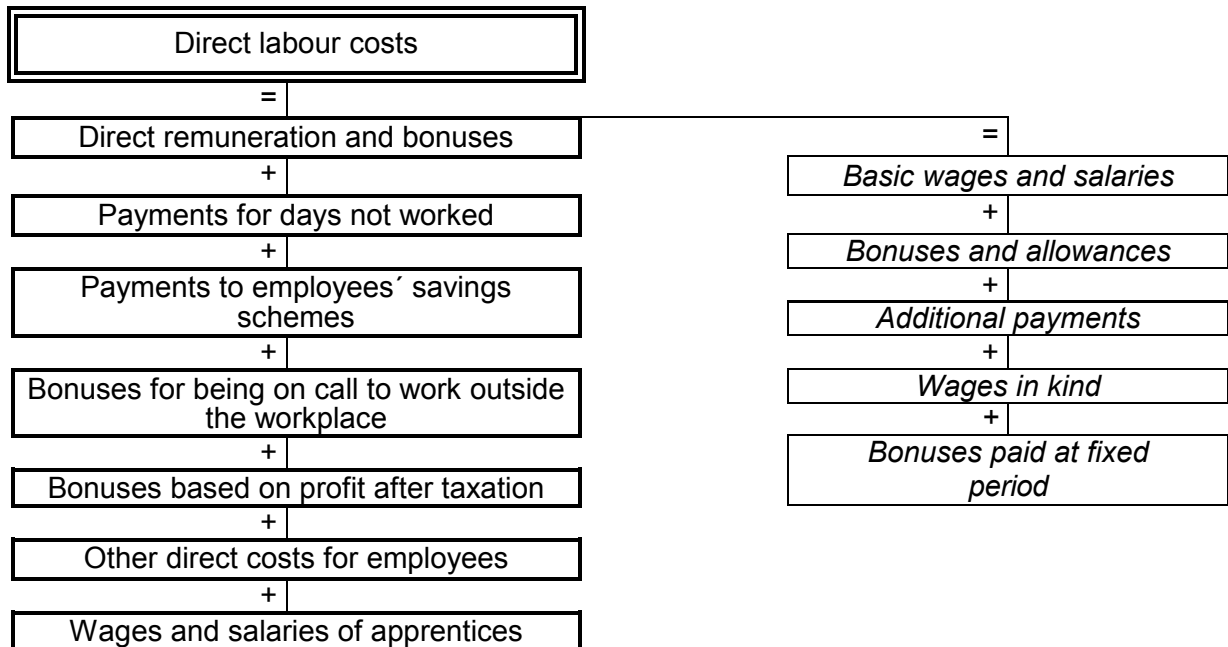 Direct labour costs
=
Direct remuneration and bonuses
+
Payments for days not worked
+
Payments to employees´ savings
schemes
+
Bonuses for being on call to work outside
the workplace
+
Bonuses based on profit after taxation
+
Other direct costs for employees
+
Wages and salaries of apprentices
=
Basic wages and salaries
+
Bonuses and allowances
+
Additional payments
+
Wages in kind
+
Bonuses paid at fixed
period